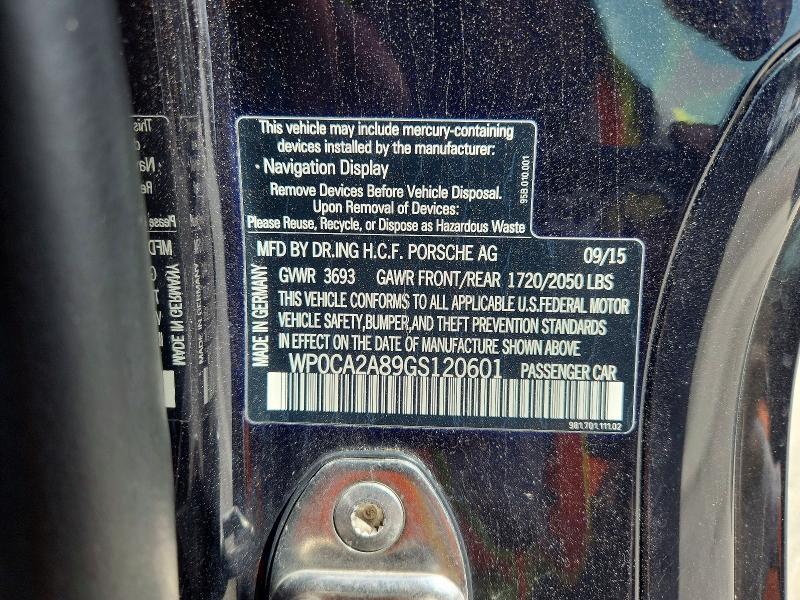 This vehicle may include mercury-containing
devices installed by the manufacturer:
· Navigation Display
Remove Devices Before Vehicle Disposal.
Upon Removal of Devices:
Please Reuse, Recycle, or Dispose as Hazardous Waste
95B.010.001
MFD BY DR.ING H.C.F. PORSCHE AG 09/15
GVWR 3693 GAWR FRONT/REAR 1720/2050 LBS
THIS VEHICLE CONFORMS TO ALL APPLICABLE U.S.FEDERAL MOTOR
VEHICLE SAFETY,BUMPER,AND THEFT PREVENTION STANDARDS
IN EFFECT ON THE DATE OF MANUFACTURE SHOWN ABOVE
MADE IN GERMANY
WP0CA2A89GS120601 PASSENGER CAR
981.701.111.02